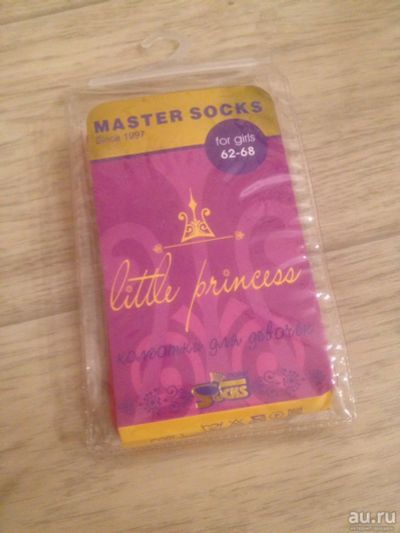 MASTER SOCKS
Since 1997
for girls
62-68
little princess
колготки для девочек
SOCKS
au.ru